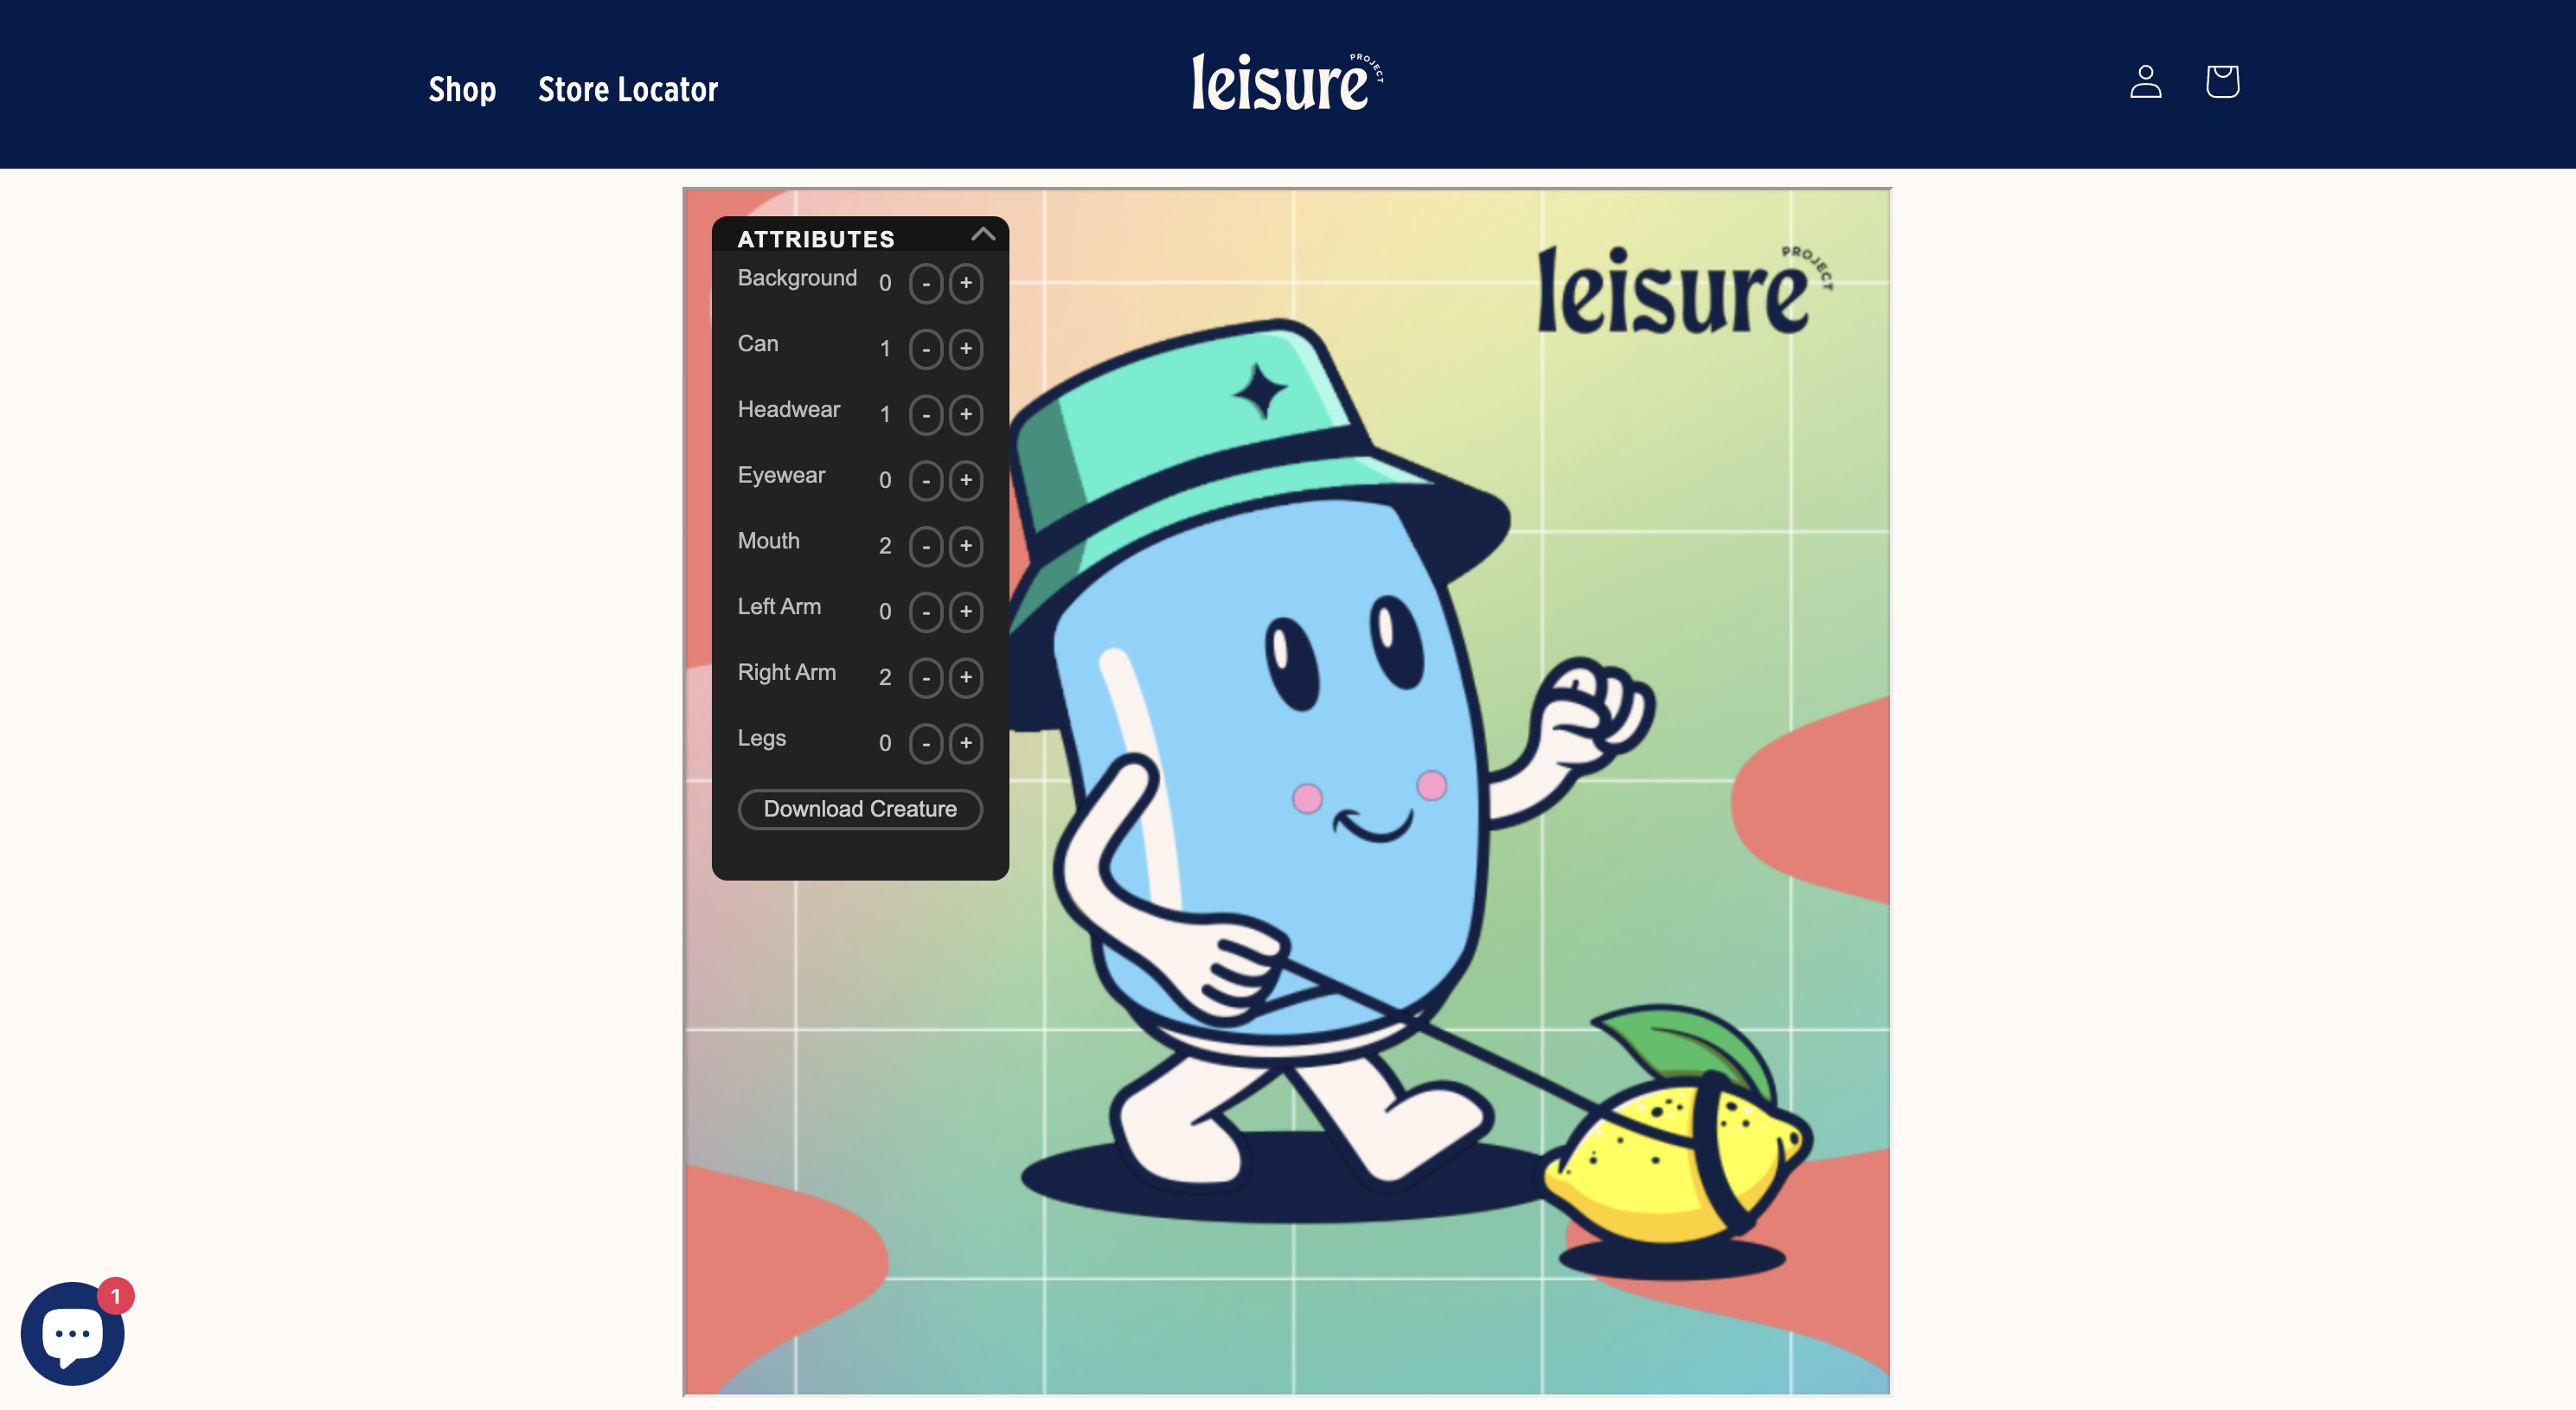 Shop Store Locator
leisure PROJECT
ATTRIBUTES
Background 0 - +
Can 1 - +
Headwear 1 - +
Eyewear 0 - +
Mouth 2 - +
Left Arm 0 - +
Right Arm 2 - +
Legs 0 - +
Download Creature
leisure PROJECT
1